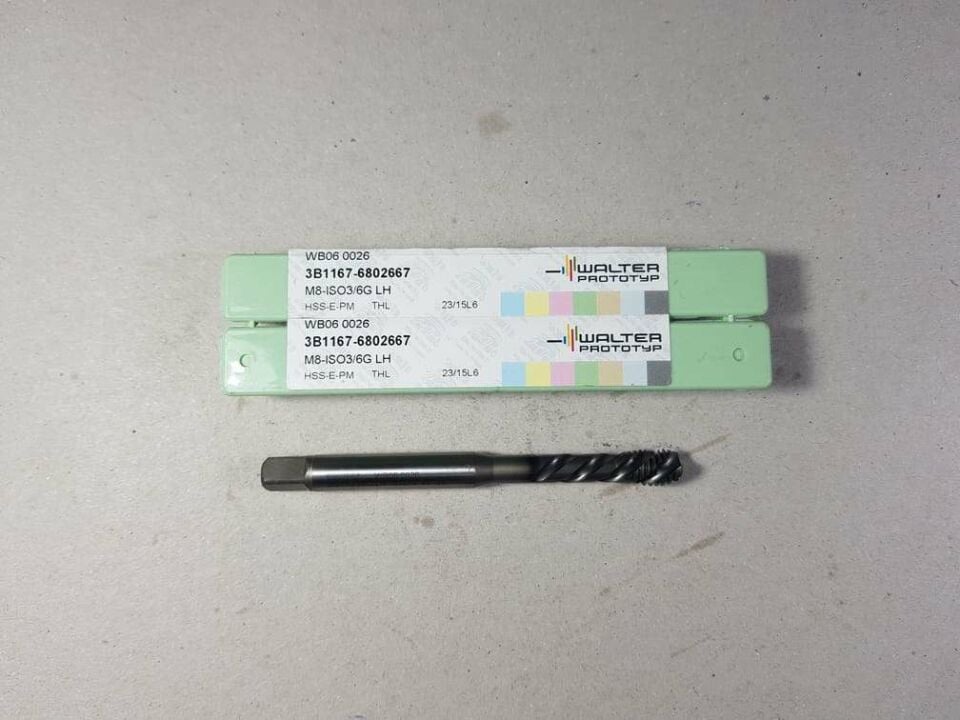 WB06 0026
3B1167-6802667
M8-ISO3/6G LH
HSS-E-PM THL 23/15L6
WALTER
PROTOTYP
WB06 0026
3B1167-6802667
M8-ISO3/6G LH
HSS-E-PM THL 23/15L6
WALTER
PROTOTYP